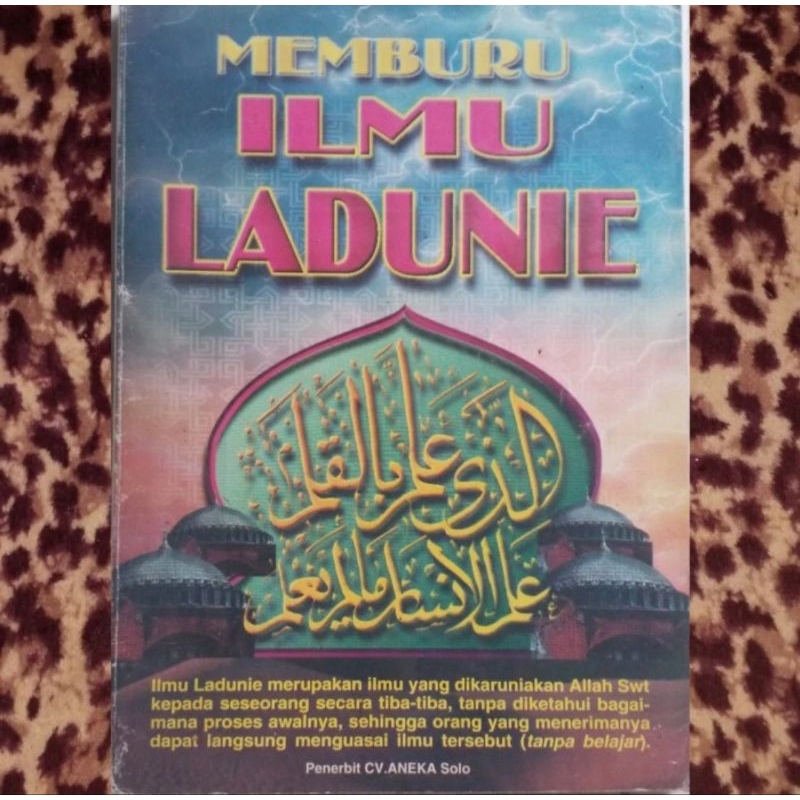 MEMBURU
ILMU
LADUNIE
الذي علم بالقلم
علم الإنسان ما لم يعلم
Ilmu Ladunie merupakan ilmu yang dikaruniakan Allah Swt
kepada seseorang secara tiba-tiba, tanpa diketahui bagai-
mana proses awalnya, sehingga orang yang menerimanya
dapat langsung menguasai ilmu tersebut (tanpa belajar).
Penerbit CV.ANEKA Solo